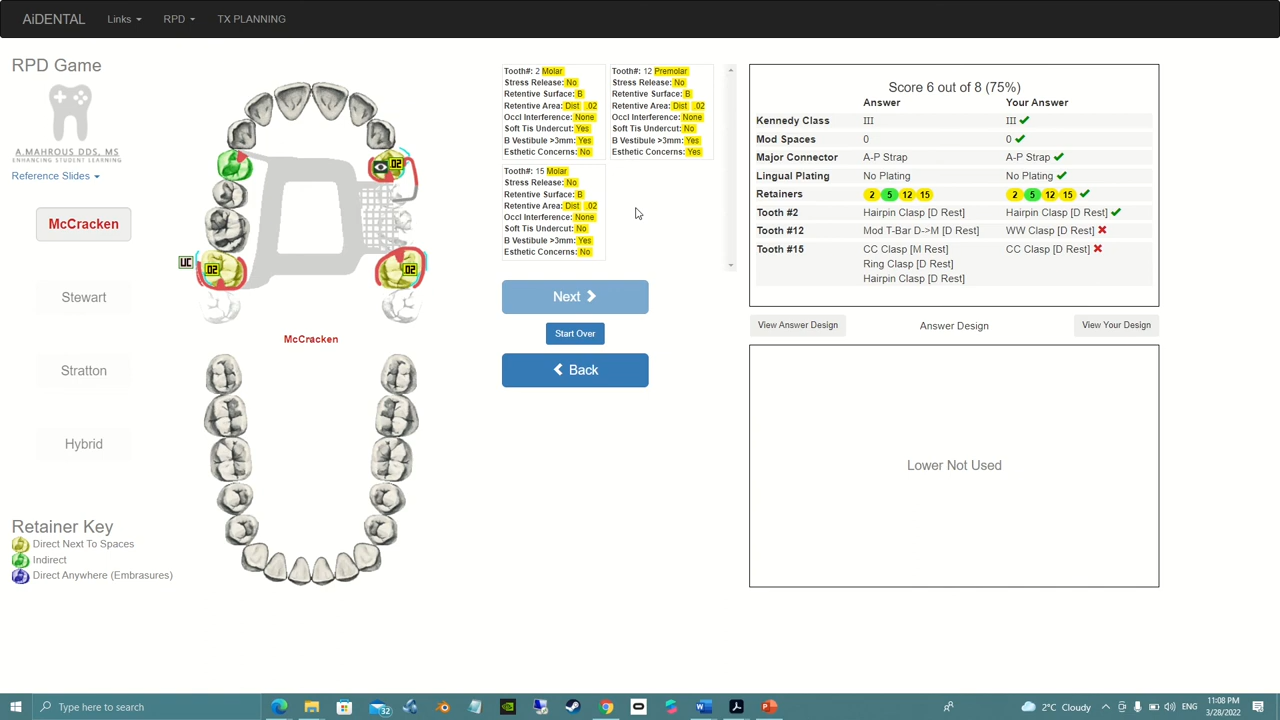 AiDENTAL Links RPD TX PLANNING
RPD Game
A.MAHROUS DDS, MS
ENHANCING STUDENT LEARNING
Reference Slides
McCracken
Stewart
Stratton
Hybrid
Retainer Key
Direct Next To Spaces
Indirect
Direct Anywhere (Embrasures)
02
UC
02
02
McCracken
Tooth#: 2 Molar
Stress Release: No
Retentive Surface: B
Retentive Area: Dist .02
Occl Interference: None
Soft Tis Undercut: Yes
B Vestibule >3mm: Yes
Esthetic Concerns: No
Tooth#: 12 Premolar
Stress Release: No
Retentive Surface: B
Retentive Area: Dist .02
Occl Interference: None
Soft Tis Undercut: No
B Vestibule >3mm: Yes
Esthetic Concerns: Yes
Tooth#: 15 Molar
Stress Release: No
Retentive Surface: B
Retentive Area: Dist .02
Occl Interference: None
Soft Tis Undercut: No
B Vestibule >3mm: Yes
Esthetic Concerns: No
Next
Start Over
Back
Score 6 out of 8 (75%)
Answer Your Answer
Kennedy Class III III
Mod Spaces 0 0
Major Connector A-P Strap A-P Strap
Lingual Plating No Plating No Plating
Retainers 2 5 12 15 2 5 12 15
Tooth #2 Hairpin Clasp [D Rest] Hairpin Clasp [D Rest]
Tooth #12 Mod T-Bar D->M [D Rest] WW Clasp [D Rest]
Tooth #15 CC Clasp [M Rest] CC Clasp [D Rest]
Ring Clasp [D Rest]
Hairpin Clasp [D Rest]
View Answer Design Answer Design View Your Design
Lower Not Used
Type here to search
32
2°C Cloudy
11:08 PM
3/28/2022